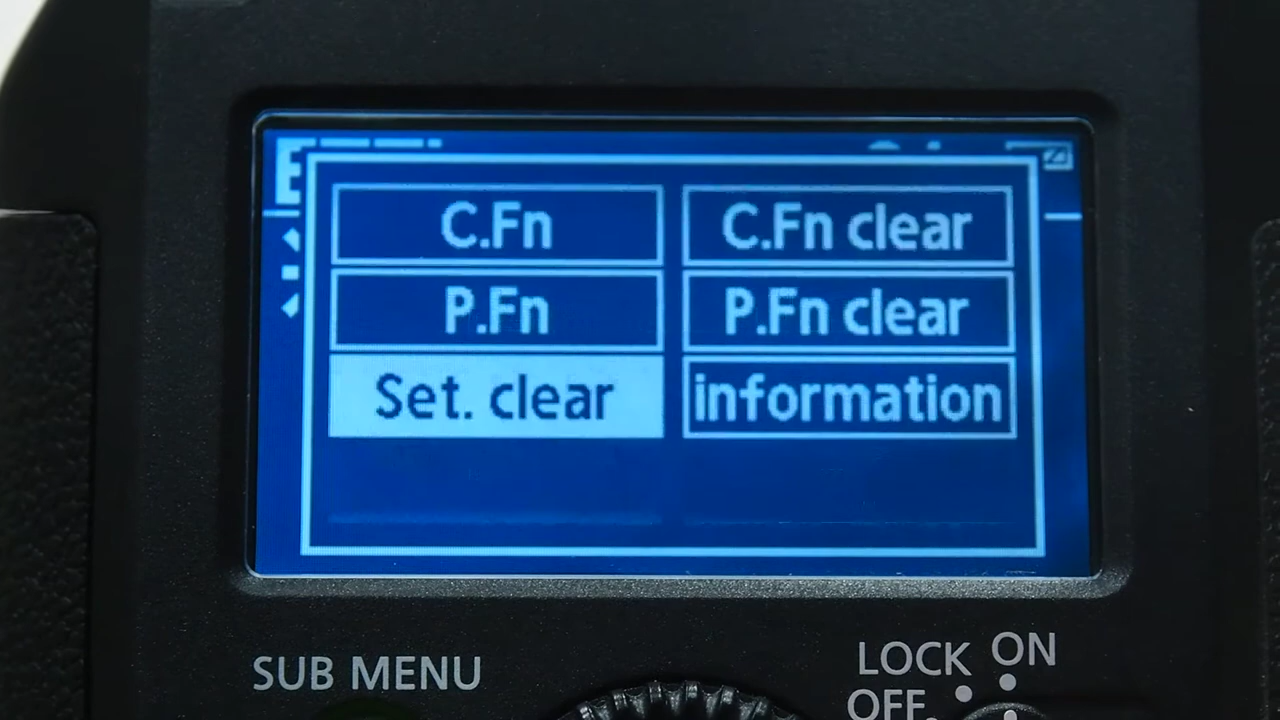 C.Fn C.Fn clear
P.Fn P.Fn clear
Set. clear information
SUB MENU
LOCK ON
OFF